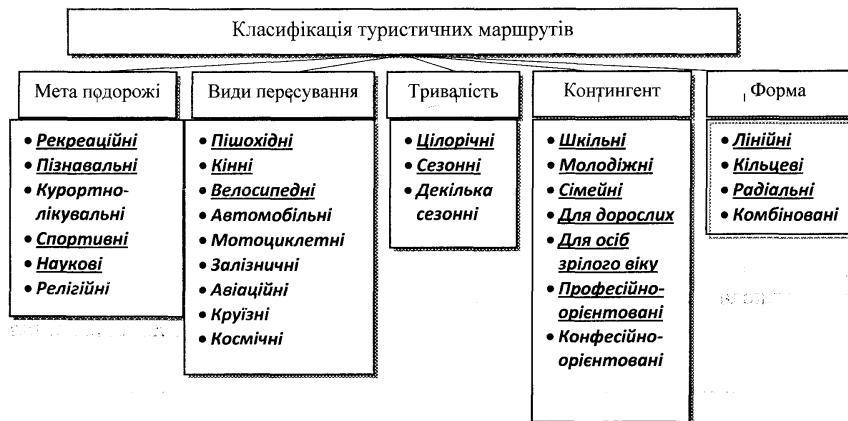 Класифікація туристичних маршрутів
Мета подорожі
• Рекреаційні
• Пізнавальні
• Курортно-
лікувальні
• Спортивні
• Наукові
• Релігійні
Види пересування
• Пішохідні
• Кінні
• Велосипедні
• Автомобільні
• Мотоциклетні
• Залізничні
• Авіаційні
• Круїзні
• Космічні
Тривалість
• Цілорічні
• Сезонні
• Декілька
сезонні
Контингент
• Шкільні
• Молодіжні
• Сімейні
• Для дорослих
• Для осіб
зрілого віку
• Професійно-
орієнтовані
• Конфесійно-
орієнтовані
Форма
• Лінійні
• Кільцеві
• Радіальні
• Комбіновані